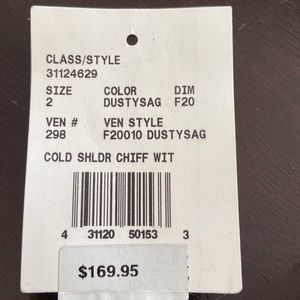 CLASS/STYLE
31124629
SIZE COLOR DIM
2 DUSTYSAG F20
VEN # VEN STYLE
298 F20010 DUSTYSAG
COLD SHLDR CHIFF WIT
4 31120 50153 3
$169.95